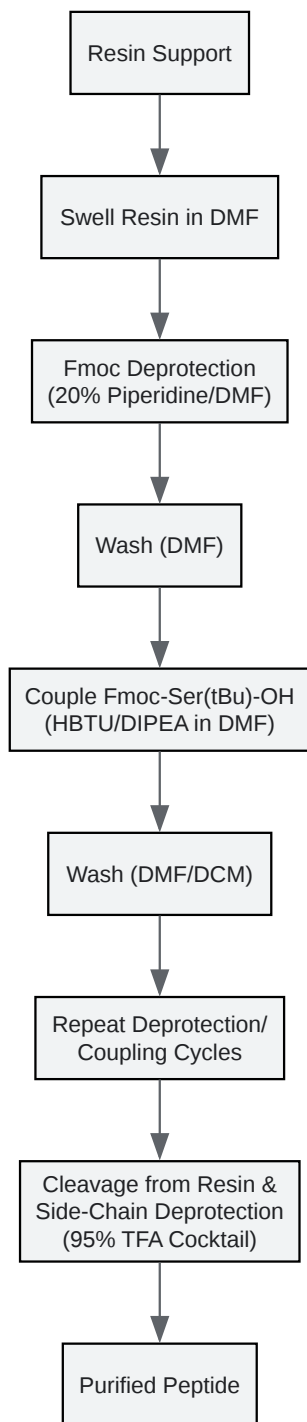 Resin Support
Swell Resin in DMF
Fmoc Deprotection
(20% Piperidine/DMF)
Wash (DMF)
Couple Fmoc-Ser(tBu)-OH
(HBTU/DIPEA in DMF)
Wash (DMF/DCM)
Repeat Deprotection/
Coupling Cycles
Cleavage from Resin &
Side-Chain Deprotection
(95% TFA Cocktail)
Purified Peptide